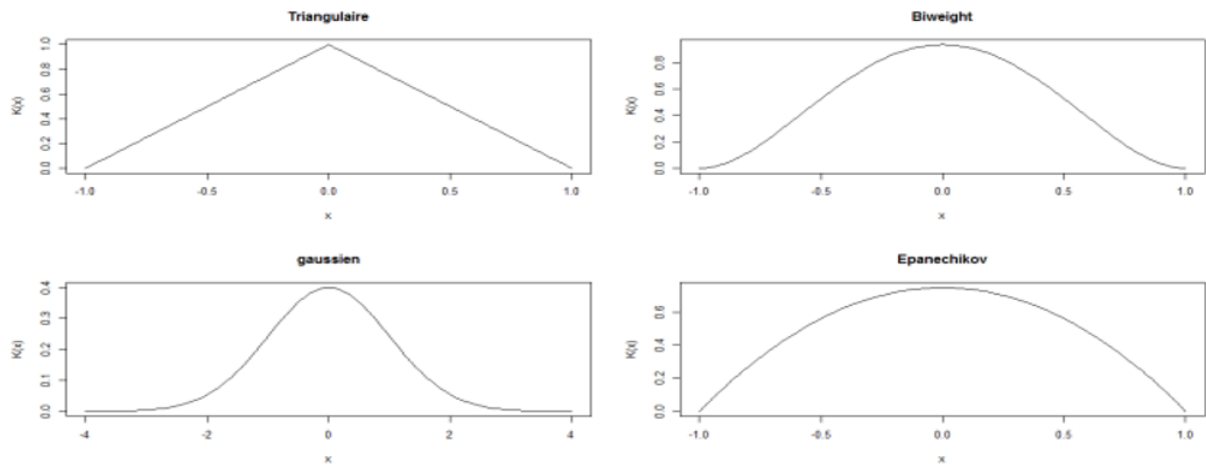 Triangulaire
K(x)
0.0 0.2 0.4 0.6 0.8 1.0
-1.0 -0.5 0.0 0.5 1.0
x
Biweight
K(x)
0.0 0.2 0.4 0.6 0.8
-1.0 -0.5 0.0 0.5 1.0
x
gaussien
K(x)
0.0 0.1 0.2 0.3 0.4
-4 -2 0 2 4
x
Epanechikov
K(x)
0.0 0.2 0.4 0.6
-1.0 -0.5 0.0 0.5 1.0
x